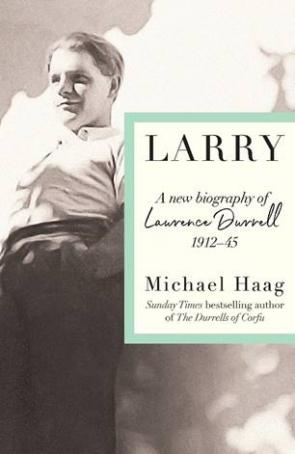 LARRY
A new biography of
Lawrence Durrell
1912–45
Michael Haag
Sunday Times bestselling author
of The Durrells of Corfu